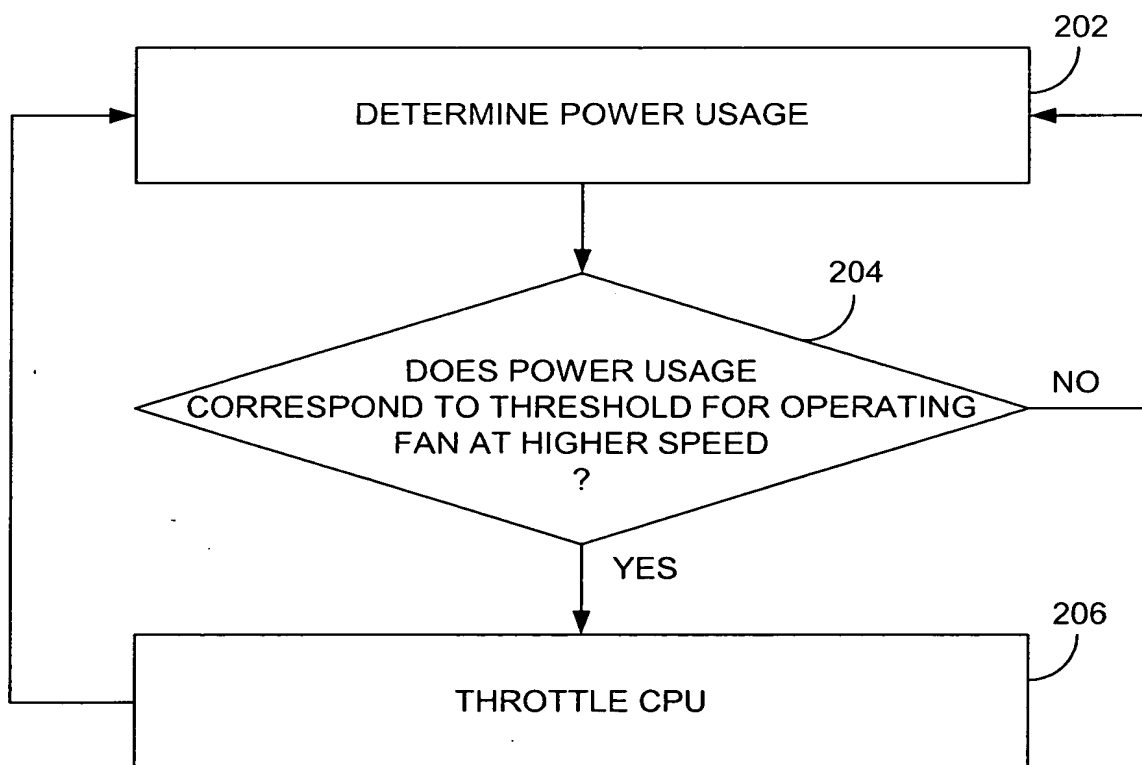 202
DETERMINE POWER USAGE
204
DOES POWER USAGE
CORRESPOND TO THRESHOLD FOR OPERATING
FAN AT HIGHER SPEED
?
NO
YES
206
THROTTLE CPU